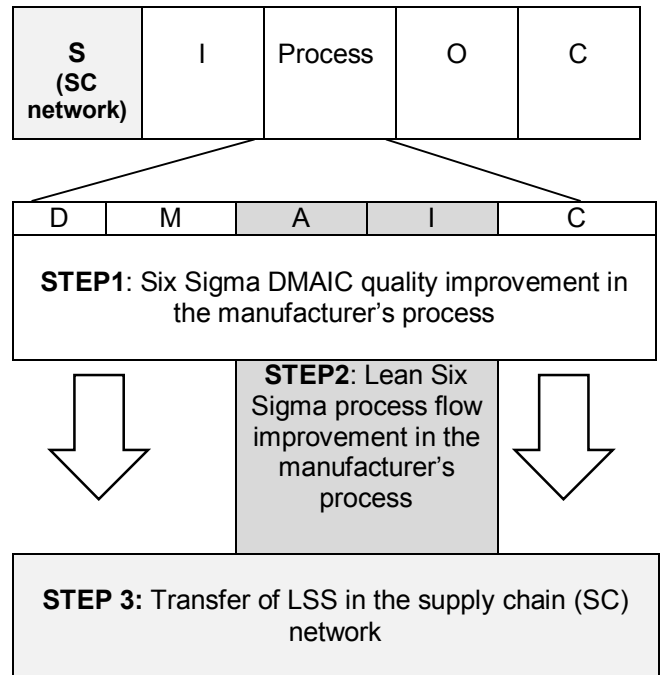 S I Process O C
(SC
network)
D M A I C
STEP1: Six Sigma DMAIC quality improvement in
the manufacturer’s process
STEP2: Lean Six
Sigma process flow
improvement in the
manufacturer’s
process
STEP 3: Transfer of LSS in the supply chain (SC)
network